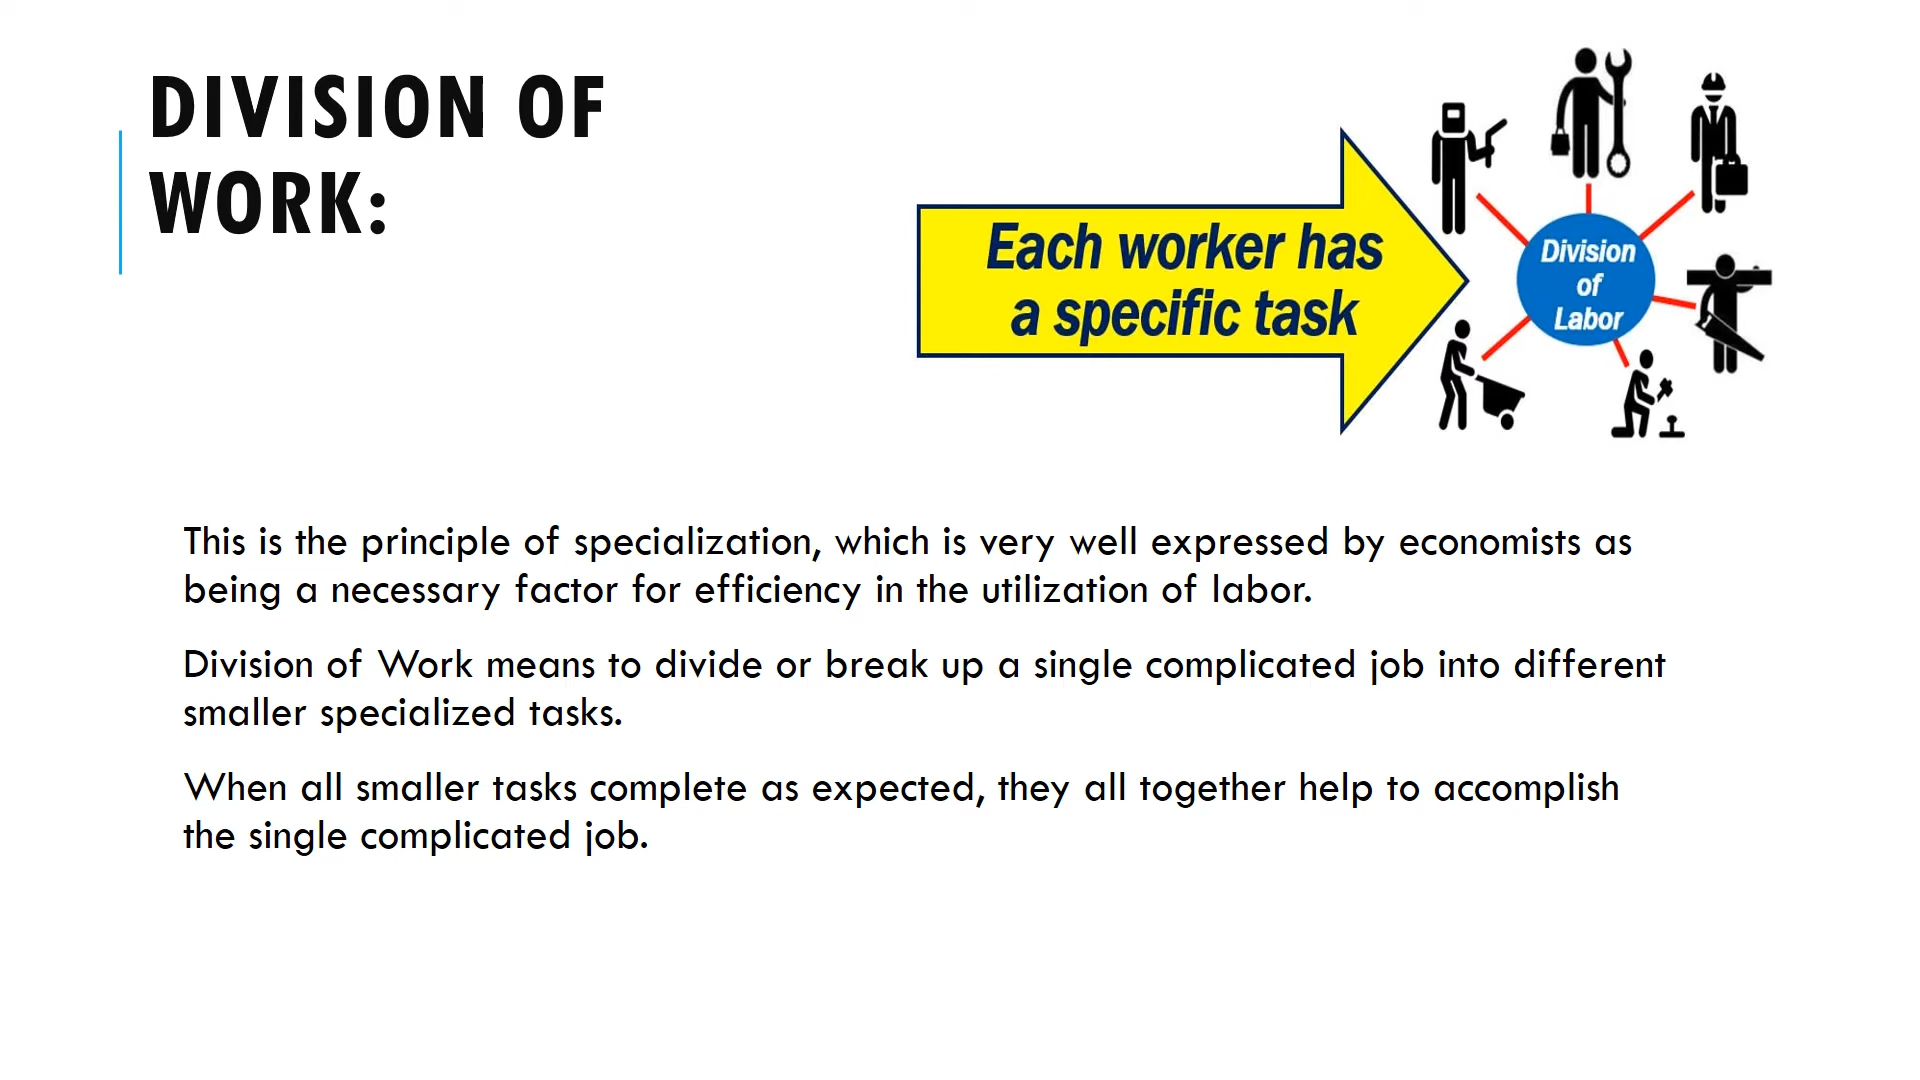 DIVISION OF
WORK:
Each worker has
a specific task
Division
of
Labor
This is the principle of specialization, which is very well expressed by economists as
being a necessary factor for efficiency in the utilization of labor.
Division of Work means to divide or break up a single complicated job into different
smaller specialized tasks.
When all smaller tasks complete as expected, they all together help to accomplish
the single complicated job.